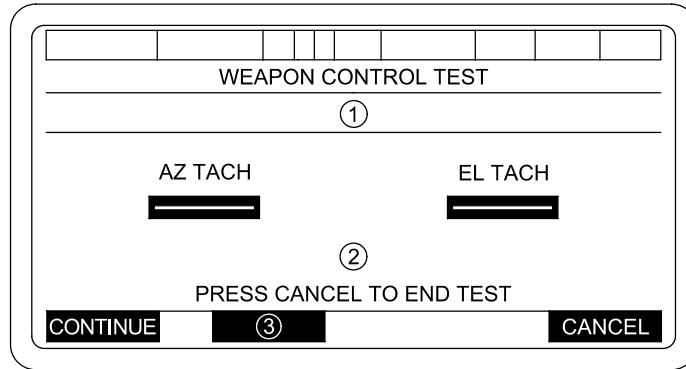 WEAPON CONTROL TEST
1
AZ TACH EL TACH
2
PRESS CANCEL TO END TEST
CONTINUE 3 CANCEL